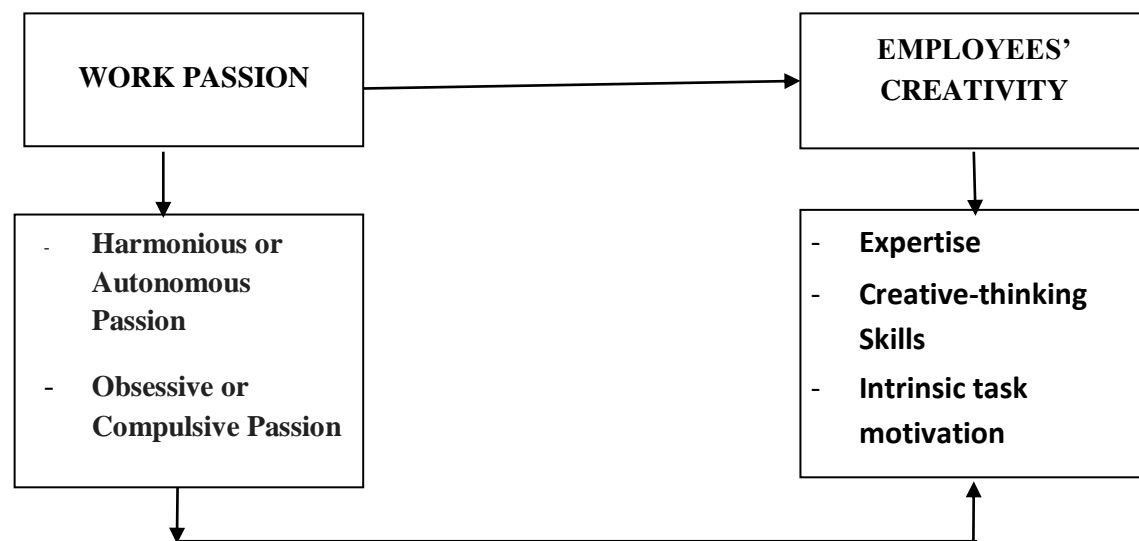 WORK PASSION
EMPLOYEES’
CREATIVITY
- Harmonious or
Autonomous
Passion
- Obsessive or
Compulsive Passion
- Expertise
- Creative-thinking
Skills
- Intrinsic task
motivation